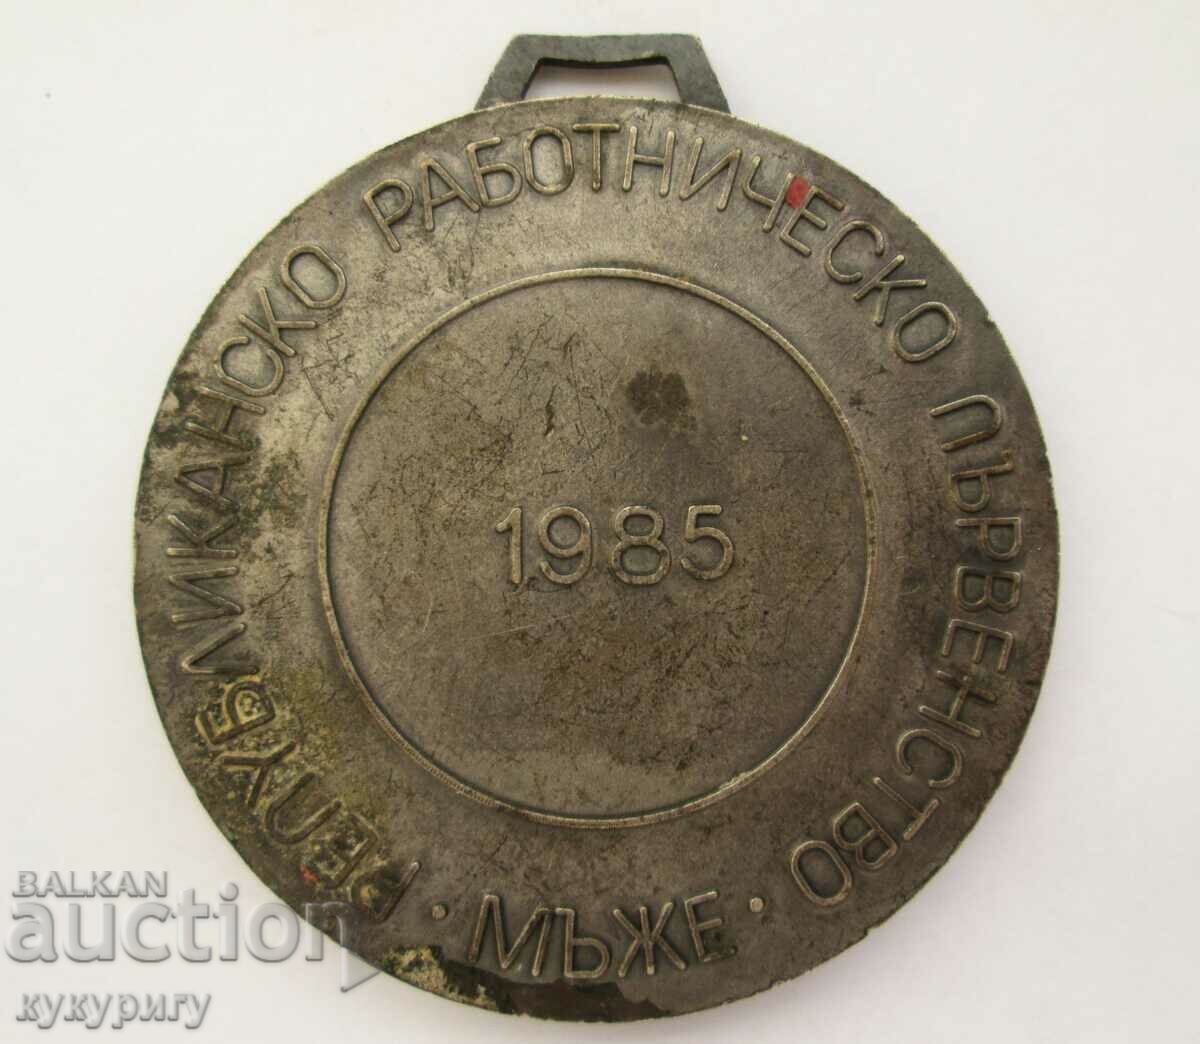 РЕПУБЛИКАНСКО РАБОТНИЧЕСКО ПЪРВЕНСТВО
· МЪЖЕ ·
1985
BALKAN
auction
кукуригу